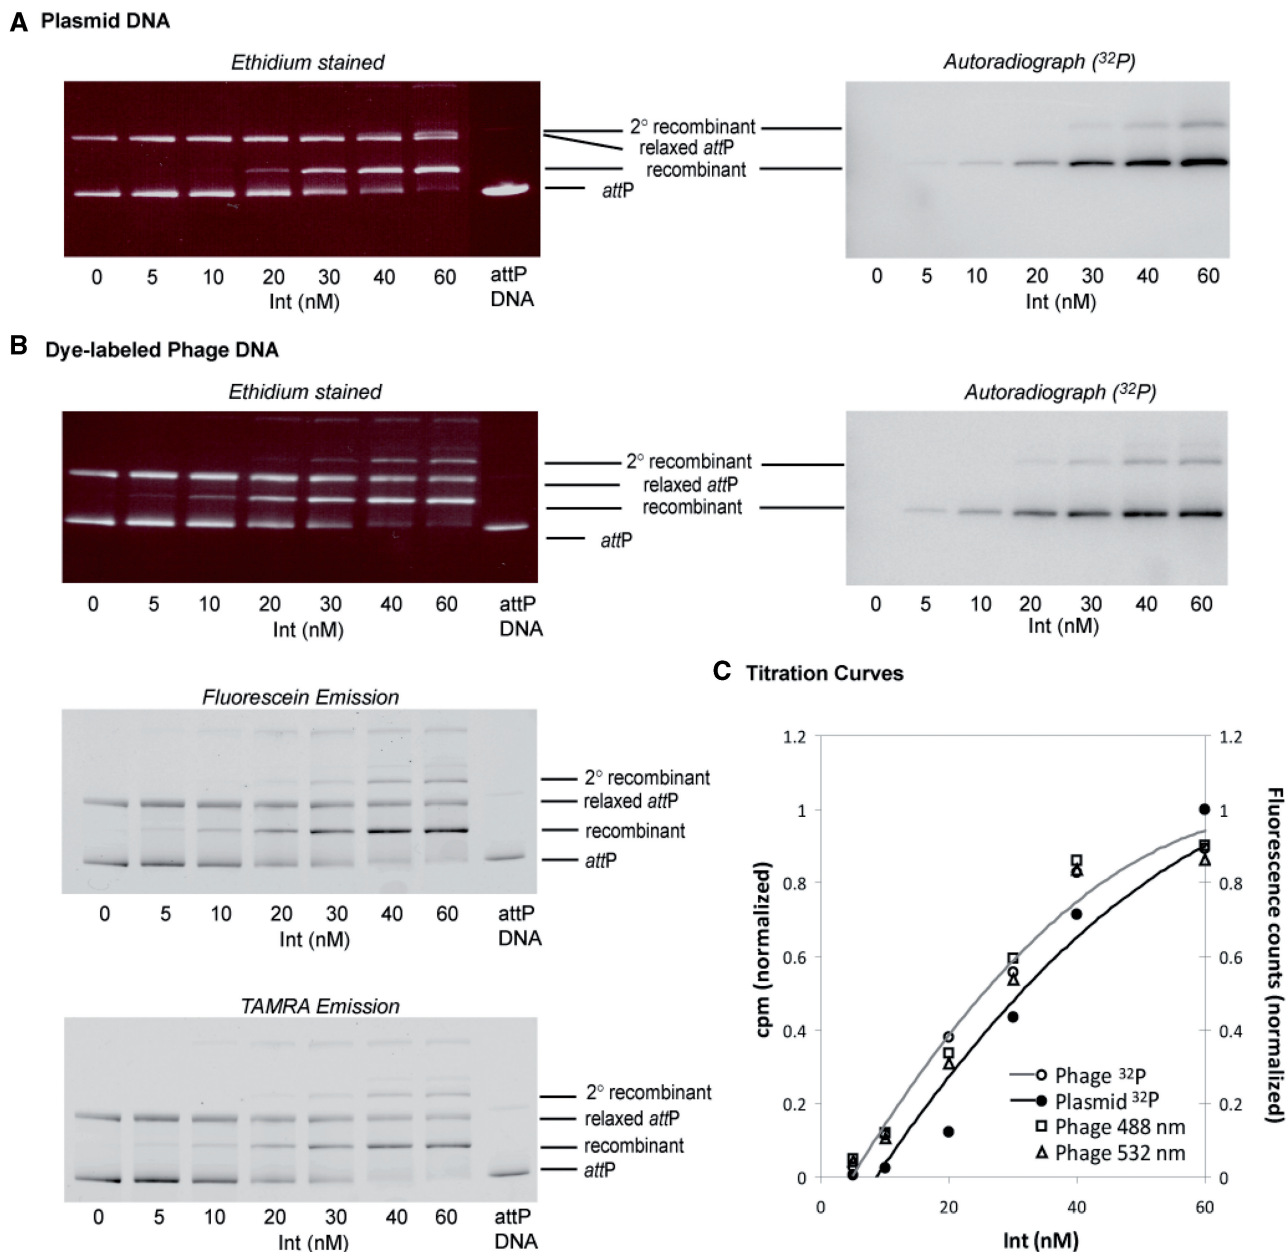 A Plasmid DNA
Ethidium stained
Autoradiograph (³²P)
2° recombinant
relaxed attP
recombinant
attP
0 5 10 20 30 40 60 attP DNA
Int (nM)
0 5 10 20 30 40 60
Int (nM)
B Dye-labeled Phage DNA
Ethidium stained
Autoradiograph (³²P)
2° recombinant
relaxed attP
recombinant
attP
0 5 10 20 30 40 60 attP DNA
Int (nM)
0 5 10 20 30 40 60
Int (nM)
Fluorescein Emission
2° recombinant
relaxed attP
recombinant
attP
0 5 10 20 30 40 60 attP DNA
Int (nM)
TAMRA Emission
2° recombinant
relaxed attP
recombinant
attP
0 5 10 20 30 40 60 attP DNA
Int (nM)
C Titration Curves
cpm (normalized)
1.2
1
0.8
0.6
0.4
0.2
0
Fluorescence counts (normalized)
1.2
1
0.8
0.6
0.4
0.2
0
Phage ³²P
Plasmid ³²P
Phage 488 nm
Phage 532 nm
0 20 40 60
Int (nM)